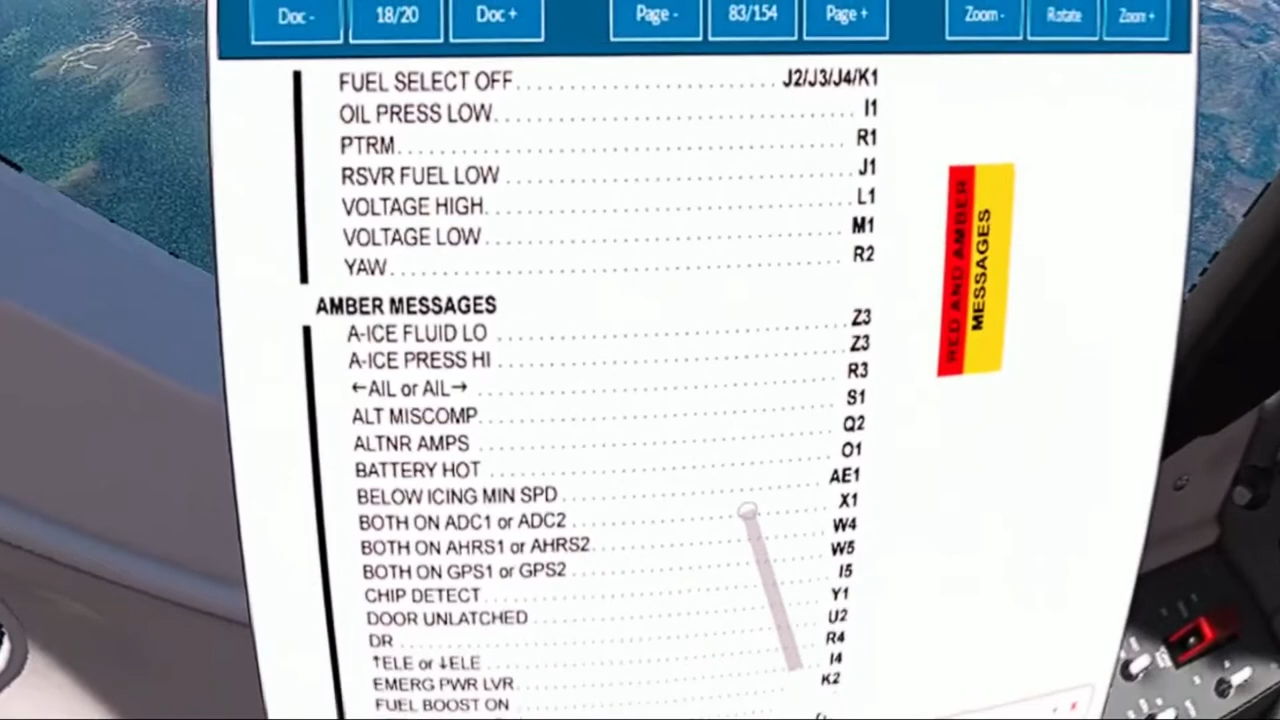 Doc - 18/20 Doc + Page - 83/154 Page + Zoom - Rotate Zoom +
FUEL SELECT OFF........................J2/J3/J4/K1
OIL PRESS LOW........................I1
PTRM........................R1
RSVR FUEL LOW........................J1
VOLTAGE HIGH........................L1
VOLTAGE LOW........................M1
YAW........................R2
AMBER MESSAGES
A-ICE FLUID LO........................Z3
A-ICE PRESS HI........................Z3
←AIL or AIL→........................R3
ALT MISCOMP........................S1
ALTNR AMPS........................Q2
BATTERY HOT........................O1
BELOW ICING MIN SPD........................AE1
BOTH ON ADC1 or ADC2........................X1
BOTH ON AHRS1 or AHRS2........................W4
BOTH ON GPS1 or GPS2........................W5
CHIP DETECT........................I5
DOOR UNLATCHED........................Y1
DR........................U2
↑ELE or ↓ELE........................R4
EMERG PWR LVR........................I4
FUEL BOOST ON........................K2
RED AND AMBER
MESSAGES